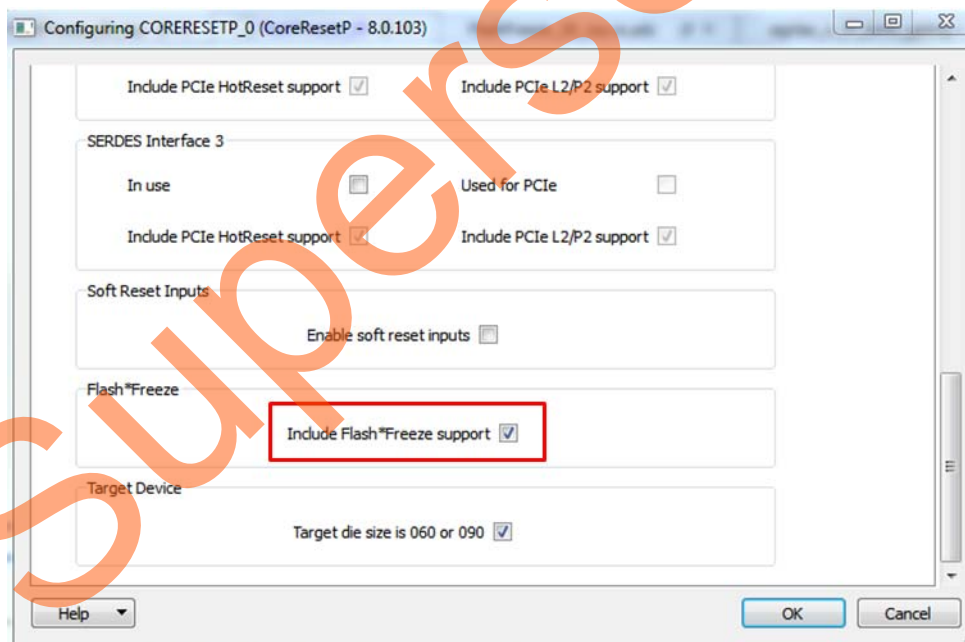 Configuring CORERESETP_0 (CoreResetP - 8.0.103)
Include PCIe HotReset support Include PCIe L2/P2 support
SERDES Interface 3
In use Used for PCIe
Include PCIe HotReset support Include PCIe L2/P2 support
Soft Reset Inputs
Enable soft reset inputs
Flash*Freeze
Include Flash*Freeze support
Target Device
Target die size is 060 or 090
Help OK Cancel
Superse